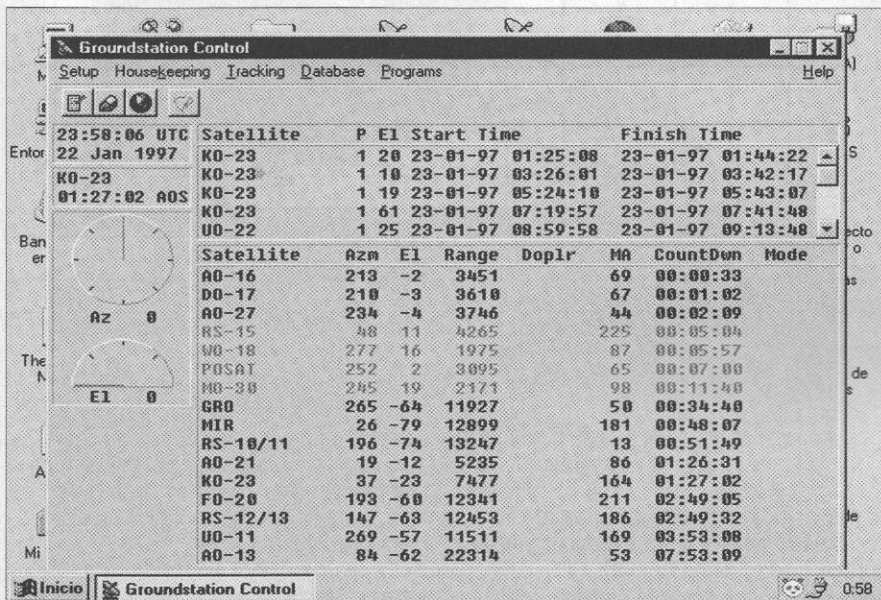 Groundstation Control
Setup Housekeeping Tracking Database Programs Help
23:58:06 UTC
22 Jan 1997
KO-23
01:27:02 AOS
Az 0
El 0
Satellite P El Start Time Finish Time
KO-23 1 20 23-01-97 01:25:08 23-01-97 01:44:22
KO-23 1 10 23-01-97 03:26:01 23-01-97 03:42:17
KO-23 1 19 23-01-97 05:24:10 23-01-97 05:43:07
KO-23 1 61 23-01-97 07:19:57 23-01-97 07:41:48
UO-22 1 25 23-01-97 08:59:58 23-01-97 09:13:48
Satellite Azm El Range Doplr MA CountDwn Mode
AO-16 213 -2 3451 69 00:00:33
DO-17 210 -3 3610 67 00:01:02
AO-27 234 -4 3746 44 00:02:09
RS-15 48 11 4265 225 00:05:04
WO-18 277 16 1975 87 00:05:57
POSAT 252 2 3095 65 00:07:00
MO-30 245 19 2171 98 00:11:40
GRO 265 -64 11927 50 00:34:40
MIR 26 -79 12899 181 00:48:07
RS-10/11 196 -74 13247 13 00:51:49
AO-21 19 -12 5235 86 01:26:31
KO-23 37 -23 7477 164 01:27:02
FO-20 193 -60 12341 211 02:49:05
RS-12/13 147 -63 12453 186 02:49:32
UO-11 269 -57 11511 169 03:53:08
AO-13 84 -62 22314 53 07:53:09
Entor
Ban
er
The
A
Mi
ecto
o
as
de
s
Inicio Groundstation Control 0:58